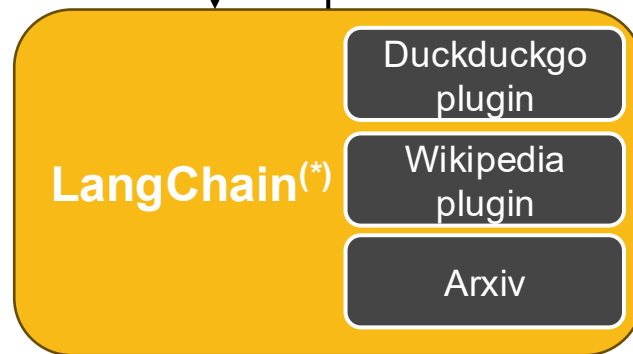 Duckduckgo
plugin
LangChain(*)
Wikipedia
plugin
Arxiv